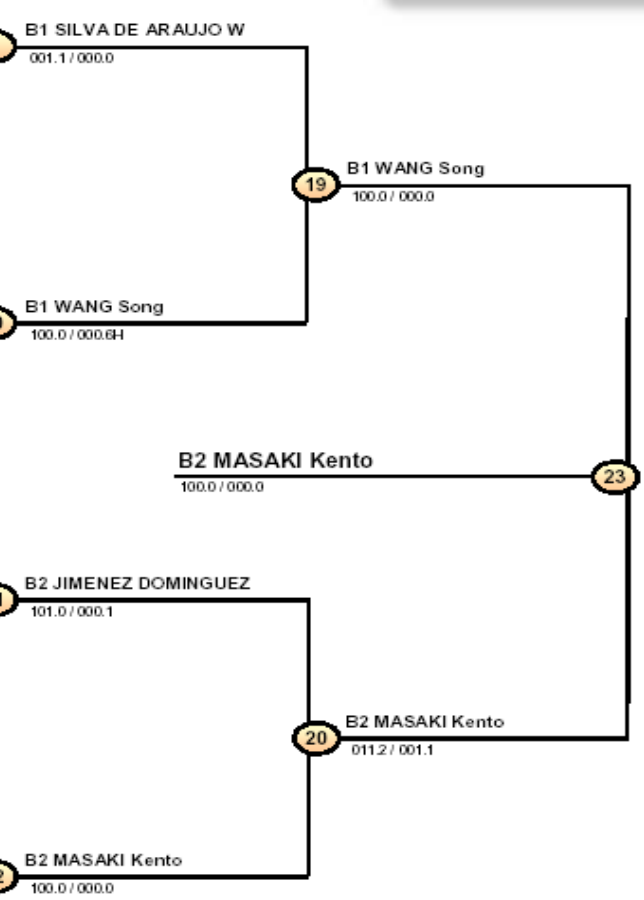 B1 SILVA DE ARAUJO W
001.1 / 000.0
19
B1 WANG Song
100.0 / 000.0
B1 WANG Song
100.0 / 000.6H
B2 MASAKI Kento
100.0 / 000.0
23
B2 JIMENEZ DOMINGUEZ
101.0 / 000.1
20
B2 MASAKI Kento
011.2 / 001.1
B2 MASAKI Kento
100.0 / 000.0